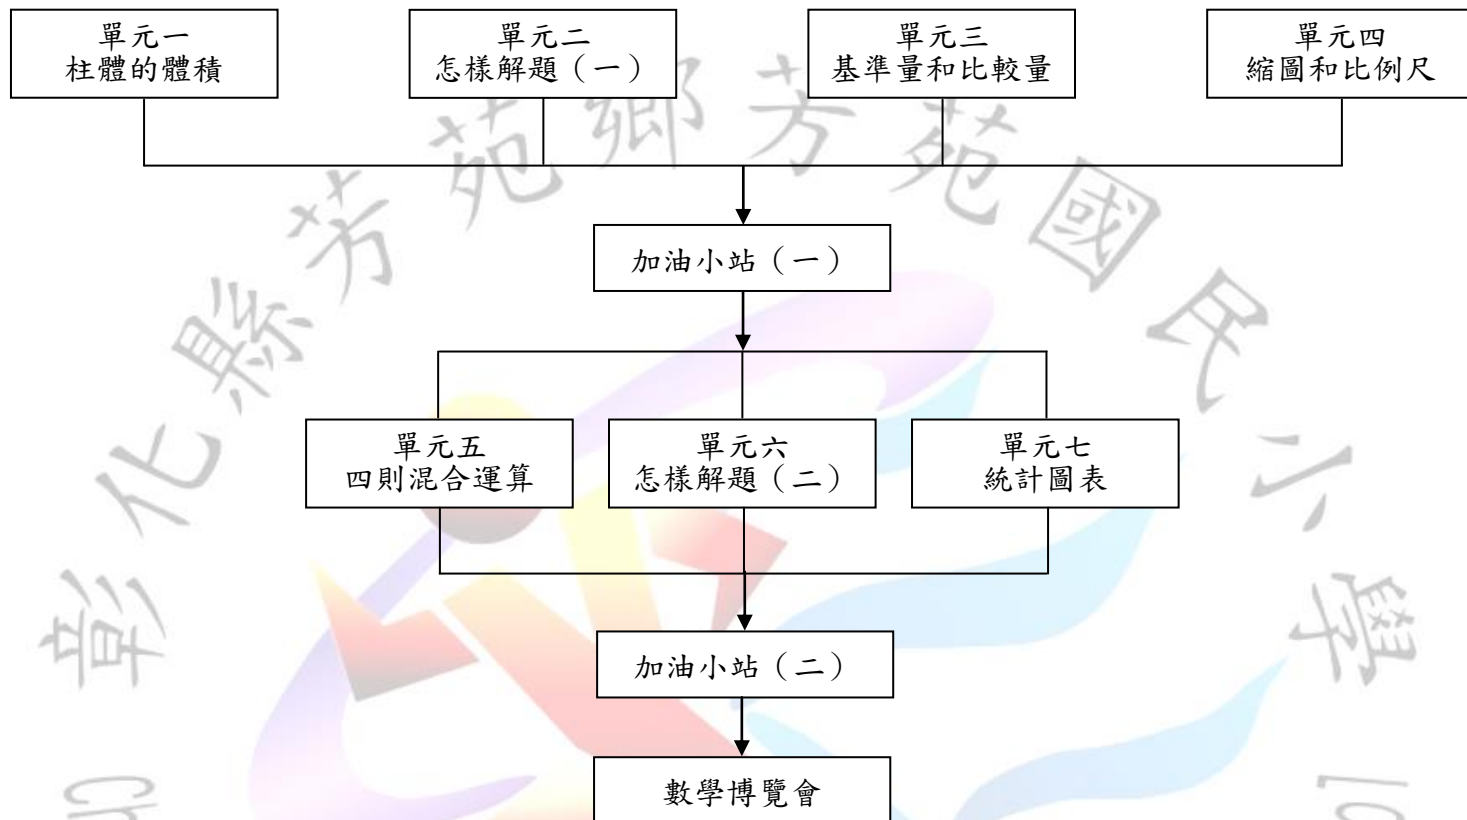 單元一
柱體的體積
單元二
怎樣解題（一）
單元三
基準量和比較量
單元四
縮圖和比例尺
加油小站（一）
單元五
四則混合運算
單元六
怎樣解題（二）
單元七
統計圖表
加油小站（二）
數學博覽會
彰化縣芳苑鄉芳苑國民小學